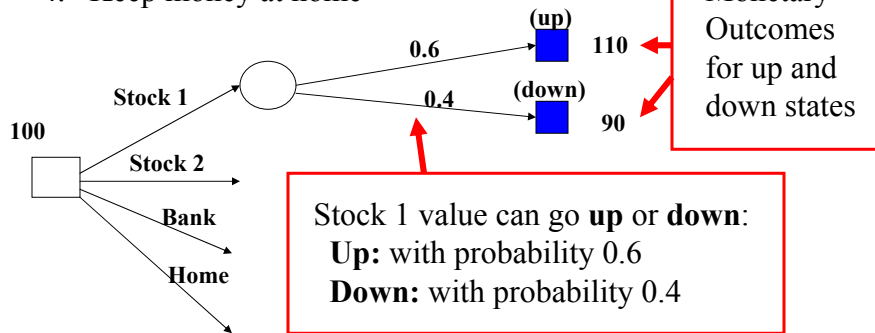 4. Keep money at home
Monetary
Outcomes
for up and
down states
(up)
0.6
110
(down)
0.4
90
Stock 1
100
Stock 2
Bank
Home
Stock 1 value can go up or down:
Up: with probability 0.6
Down: with probability 0.4